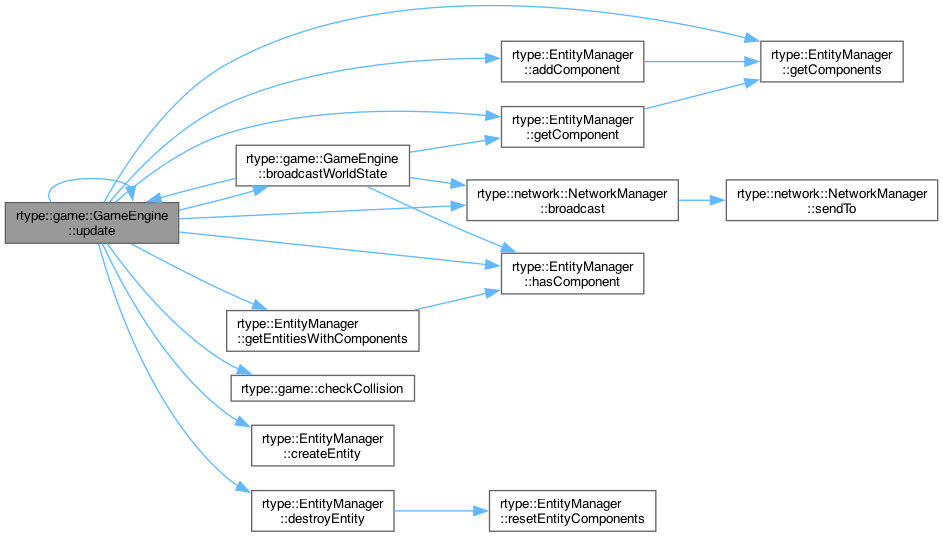 rtype::EntityManager
::getComponents
rtype::EntityManager
::addComponent
rtype::EntityManager
::getComponent
rtype::game::GameEngine
::broadcastWorldState
rtype::network::NetworkManager
::broadcast
rtype::network::NetworkManager
::sendTo
rtype::game::GameEngine
::update
rtype::EntityManager
::hasComponent
rtype::EntityManager
::getEntitiesWithComponents
rtype::game::checkCollision
rtype::EntityManager
::createEntity
rtype::EntityManager
::destroyEntity
rtype::EntityManager
::resetEntityComponents